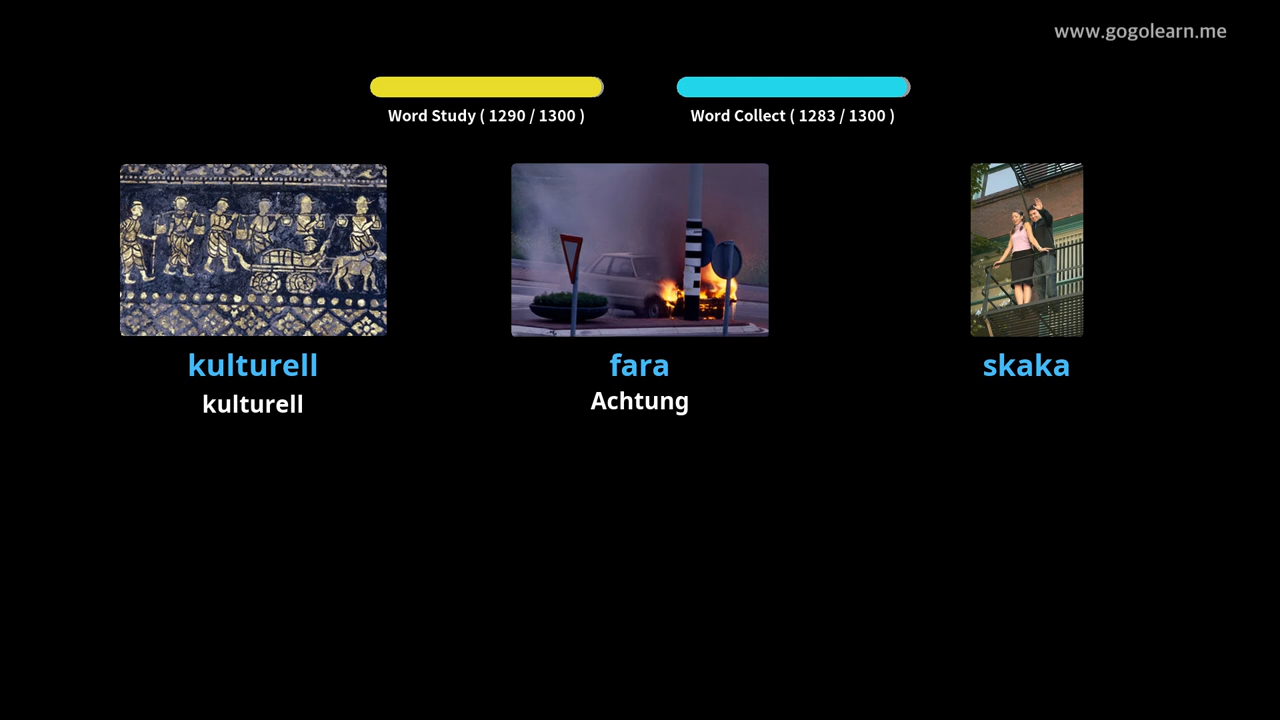 www.gogolearn.me
Word Study ( 1290 / 1300 )
Word Collect ( 1283 / 1300 )
kulturell
fara
skaka
kulturell
Achtung